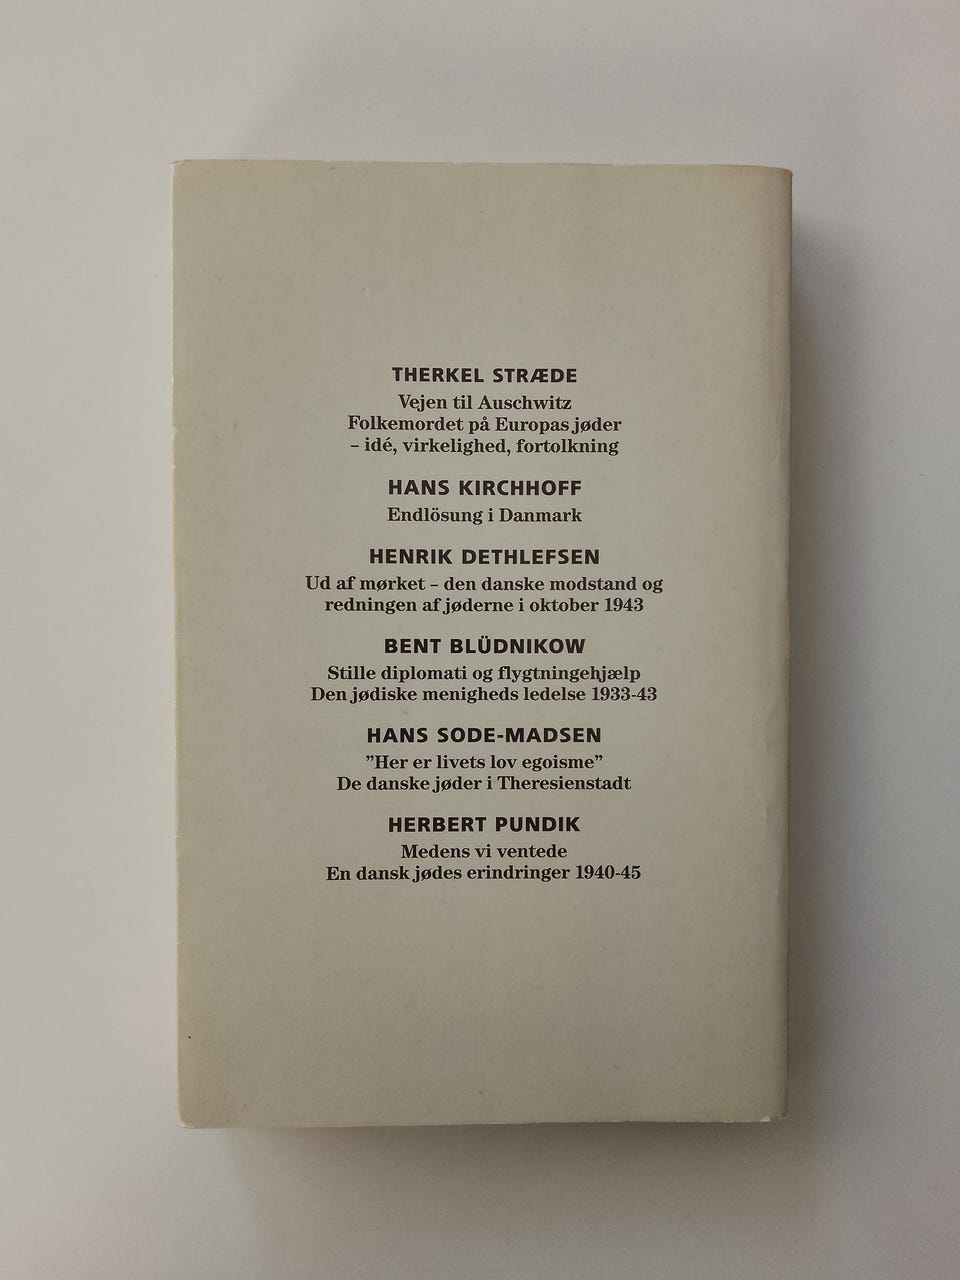 THERKEL STRÆDE
Vejen til Auschwitz
Folkemordet på Europas jøder
– idé, virkelighed, fortolkning
HANS KIRCHHOFF
Endlösung i Danmark
HENRIK DETHLEFSEN
Ud af mørket – den danske modstand og
redningen af jøderne i oktober 1943
BENT BLÜDNIKOW
Stille diplomati og flygtningehjælp
Den jødiske menigheds ledelse 1933-43
HANS SODE-MADSEN
”Her er livets lov egoisme”
De danske jøder i Theresienstadt
HERBERT PUNDIK
Medens vi ventede
En dansk jødes erindringer 1940-45